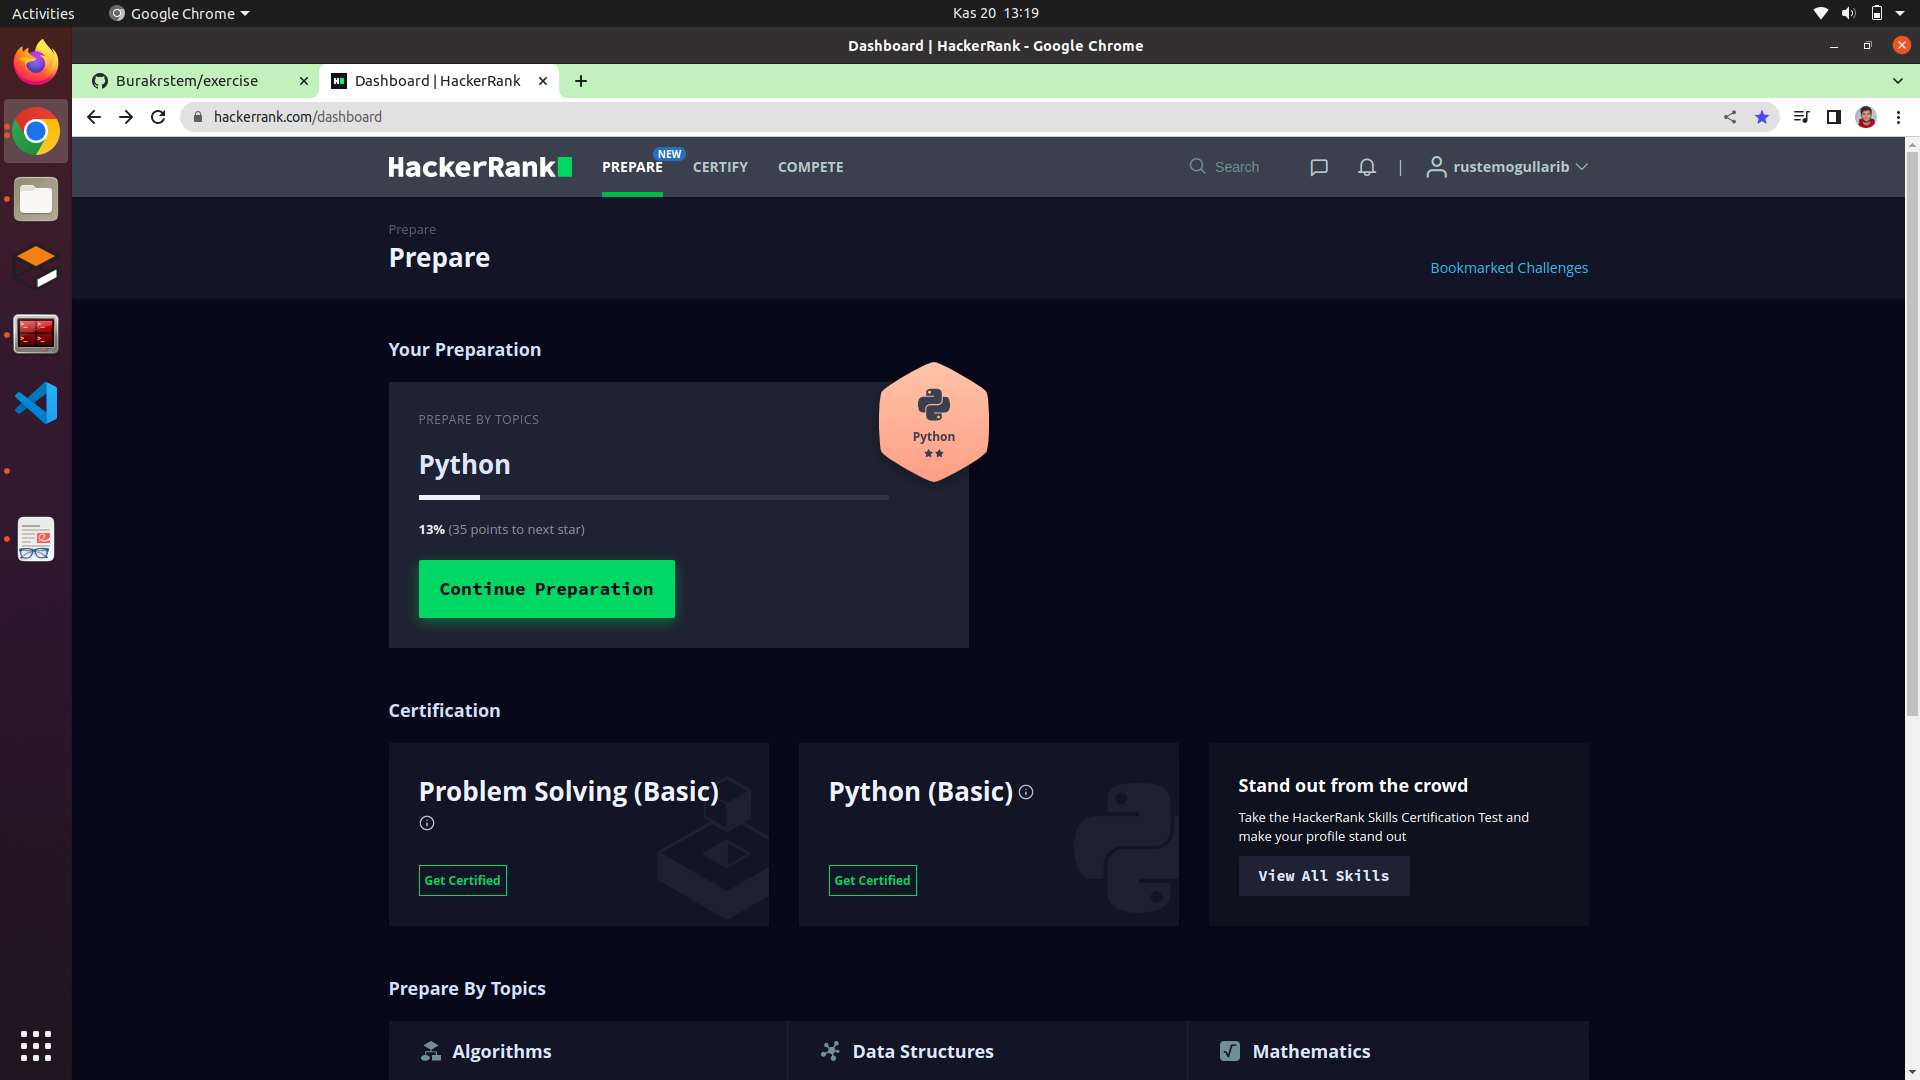 Activities
Google Chrome
Kas 20 13:19
Dashboard | HackerRank - Google Chrome
Burakrstem/exercise
Dashboard | HackerRank
hackerrank.com/dashboard
HackerRank
PREPARE
NEW
CERTIFY
COMPETE
Search
|
rustemogullarib
Prepare
Prepare
Bookmarked Challenges
Your Preparation
PREPARE BY TOPICS
Python
Python
13% (35 points to next star)
Continue Preparation
Certification
Problem Solving (Basic)
Get Certified
Python (Basic)
Get Certified
Stand out from the crowd
Take the HackerRank Skills Certification Test and
make your profile stand out
View All Skills
Prepare By Topics
Algorithms
Data Structures
Mathematics